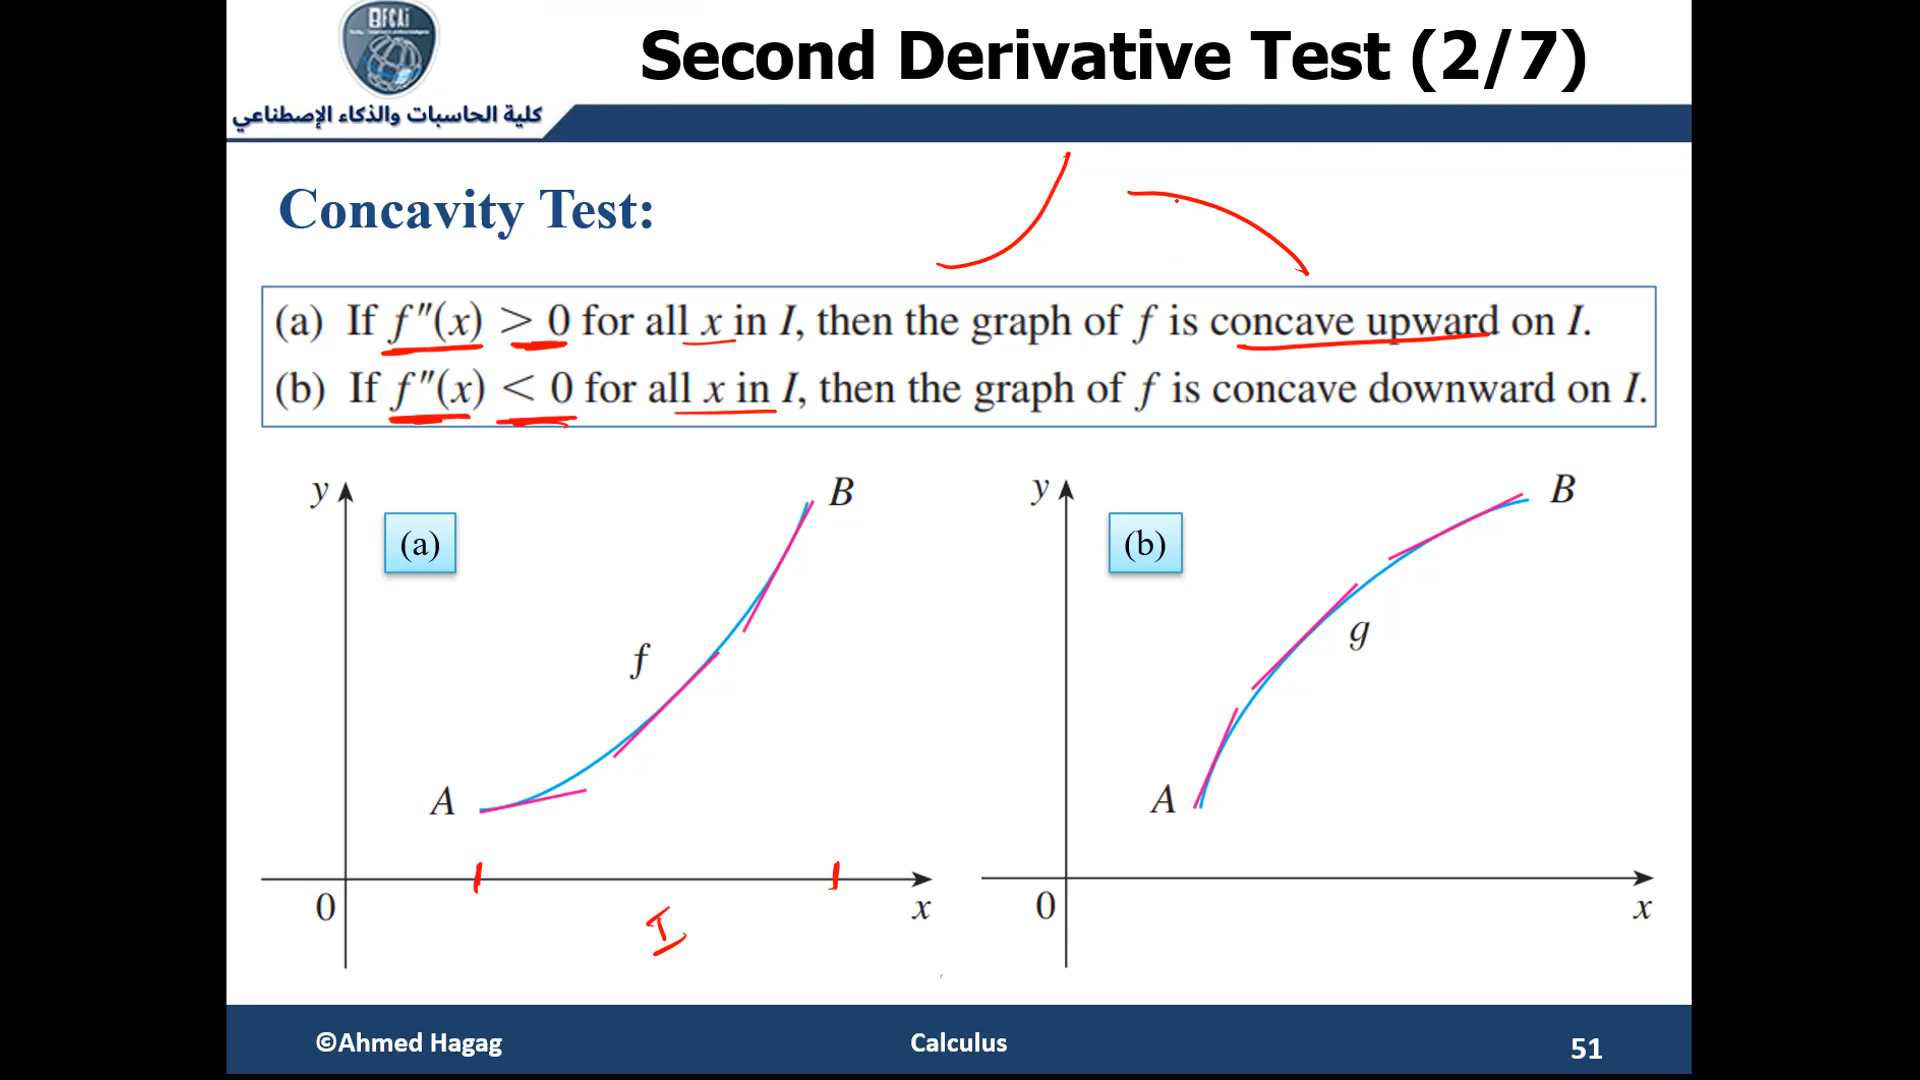 BFCAi
Second Derivative Test (2/7)
كلية الحاسبات والذكاء الإصطناعي
Concavity Test:
(a) If f″(x) > 0 for all x in I, then the graph of f is concave upward on I.
(b) If f″(x) < 0 for all x in I, then the graph of f is concave downward on I.
y
(a)
B
f
A
0
x
I
y
(b)
B
g
A
0
x
©Ahmed Hagag
Calculus
51